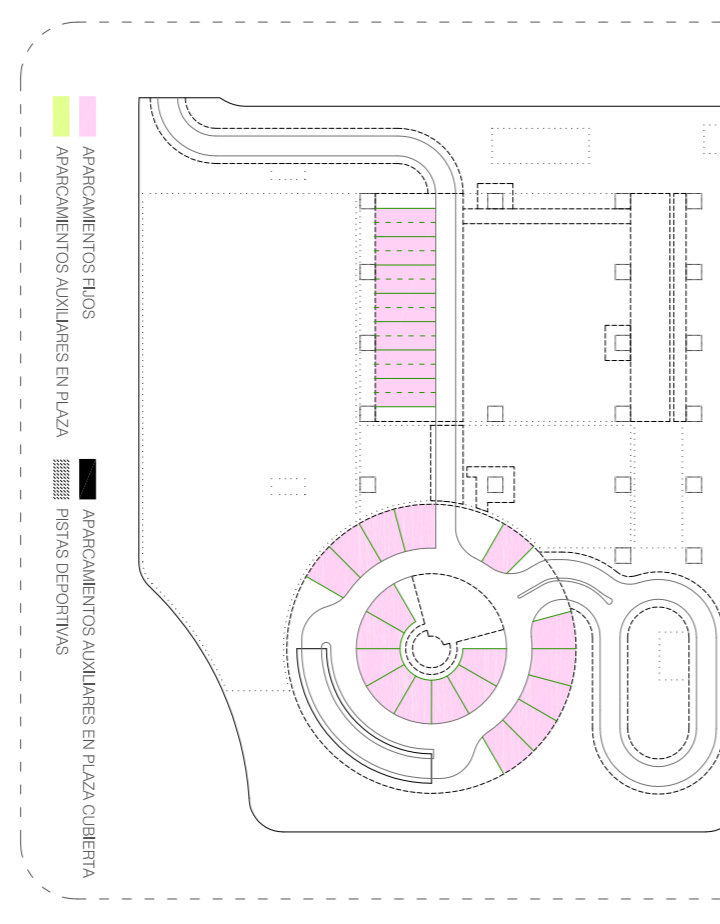 APARCAMIENTOS FIJOS
APARCAMIENTOS AUXILIARES EN PLAZA CUBIERTA
APARCAMIENTOS AUXILIARES EN PLAZA
PISTAS DEPORTIVAS